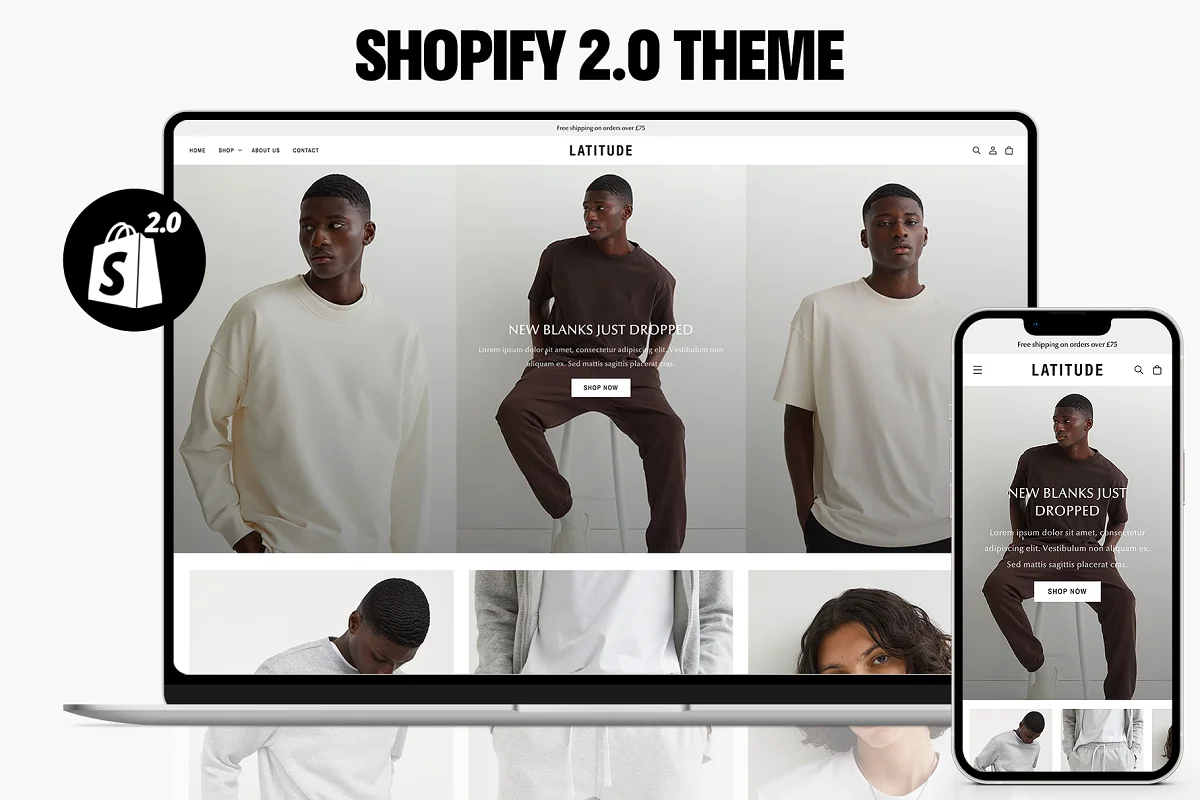 SHOPIFY 2.0 THEME
Free shipping on orders over £75
HOME SHOP ABOUT US CONTACT
LATITUDE
2.0
S
NEW BLANKS JUST DROPPED
Lorem ipsum dolor sit amet, consectetur adipiscing elit. Vestibulum non
aliquam ex. Sed mattis sagittis placerat cras.
SHOP NOW
Free shipping on orders over £75
LATITUDE
NEW BLANKS JUST
DROPPED
Lorem ipsum dolor sit amet, consectetur
adipiscing elit. Vestibulum non aliquam ex.
Sed mattis sagittis placerat cras.
SHOP NOW